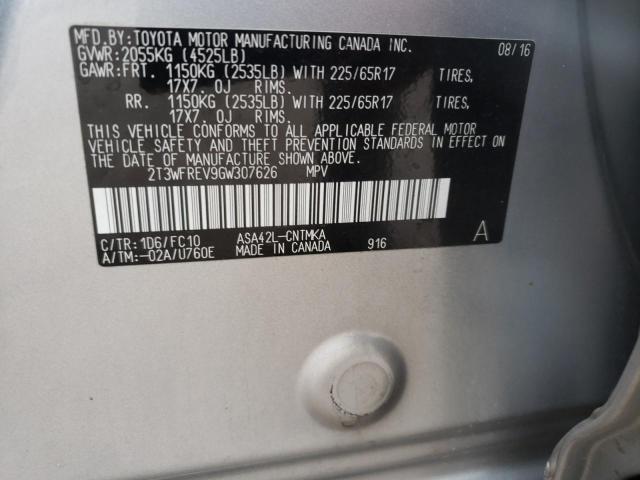 MFD.BY:TOYOTA MOTOR MANUFACTURING CANADA INC. 08/16
GVWR:2055KG (4525LB)
GAWR:FRT. 1150KG (2535LB) WITH 225/65R17 TIRES,
17X7.0J RIMS.
RR. 1150KG (2535LB) WITH 225/65R17 TIRES,
17X7.0J RIMS.
THIS VEHICLE CONFORMS TO ALL APPLICABLE FEDERAL MOTOR
VEHICLE SAFETY AND THEFT PREVENTION STANDARDS IN EFFECT ON
THE DATE OF MANUFACTURE SHOWN ABOVE.
2T3WFREV9GW307626 MPV
C/TR:1D6/FC10 ASA42L-CNTMKA A
A/TM:-02A/U760E MADE IN CANADA 916